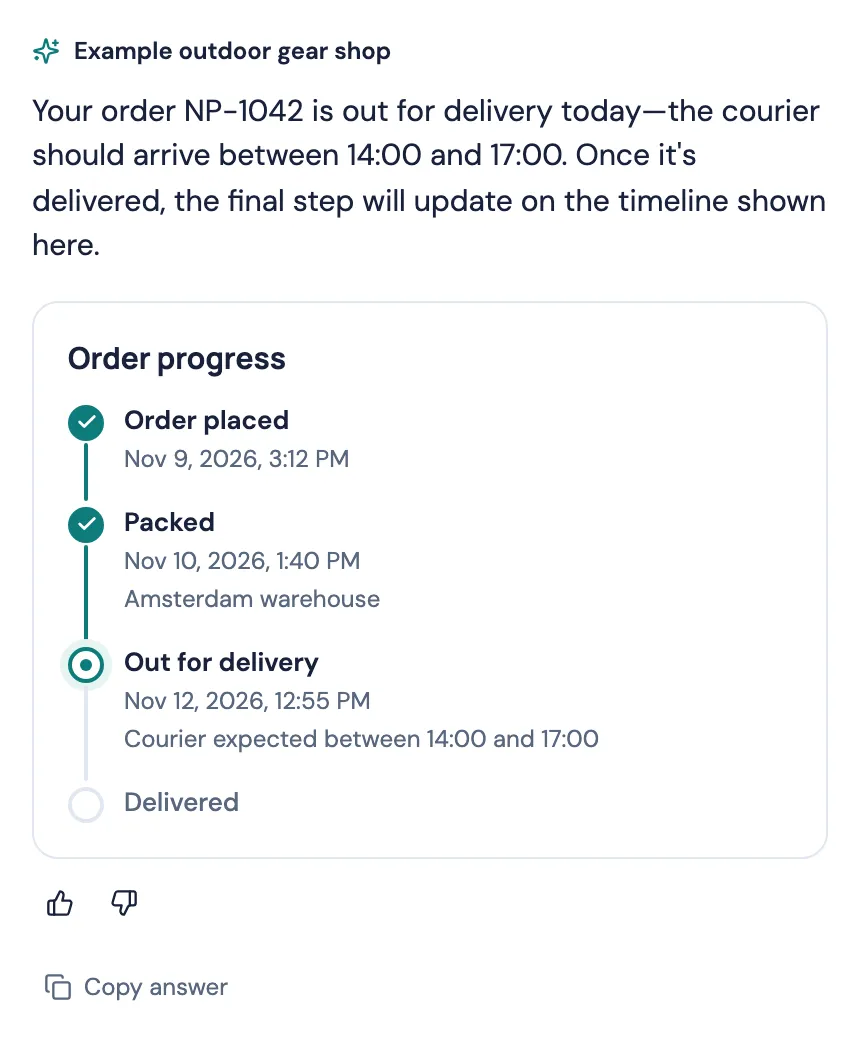 Example outdoor gear shop
Your order NP-1042 is out for delivery today—the courier
should arrive between 14:00 and 17:00. Once it's
delivered, the final step will update on the timeline shown
here.
Order progress
Order placed
Nov 9, 2026, 3:12 PM
Packed
Nov 10, 2026, 1:40 PM
Amsterdam warehouse
Out for delivery
Nov 12, 2026, 12:55 PM
Courier expected between 14:00 and 17:00
Delivered
Copy answer